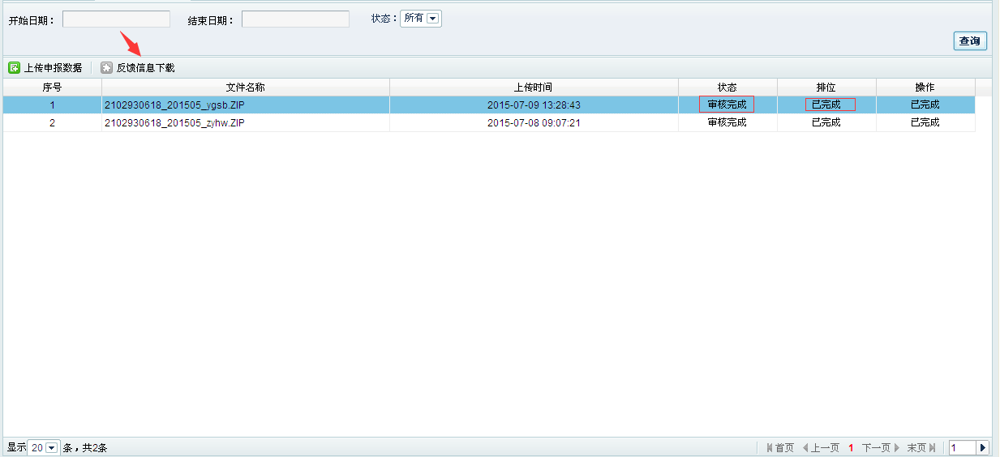 开始日期： 结束日期： 状态：所有
查询
上传申报数据 反馈信息下载
序号 文件名称 上传时间 状态 排位 操作
1 2102930618_201505_ygsb.ZIP 2015-07-09 13:28:43 审核完成 已完成 已完成
2 2102930618_201505_zyhw.ZIP 2015-07-08 09:07:21 审核完成 已完成 已完成
显示 20 条，共2条 首页 上一页 1 下一页 末页 1